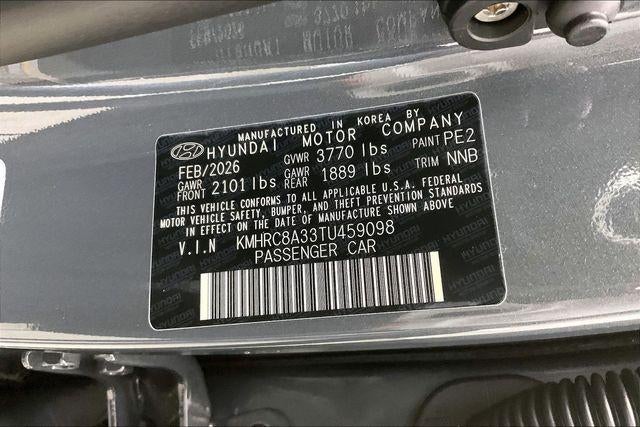 MANUFACTURED IN KOREA BY
HYUNDAI MOTOR COMPANY
FEB/2026 GVWR 3770 lbs PAINT PE2
GAWR FRONT 2101 lbs GAWR REAR 1889 lbs TRIM NNB
THIS VEHICLE CONFORMS TO ALL APPLICABLE U.S.A. FEDERAL
MOTOR VEHICLE SAFETY, BUMPER, AND THEFT PREVENTION STANDARDS
IN EFFECT ON THE DATE OF MANUFACTURE SHOWN ABOVE
V.I.N KMHRC8A33TU459098
PASSENGER CAR